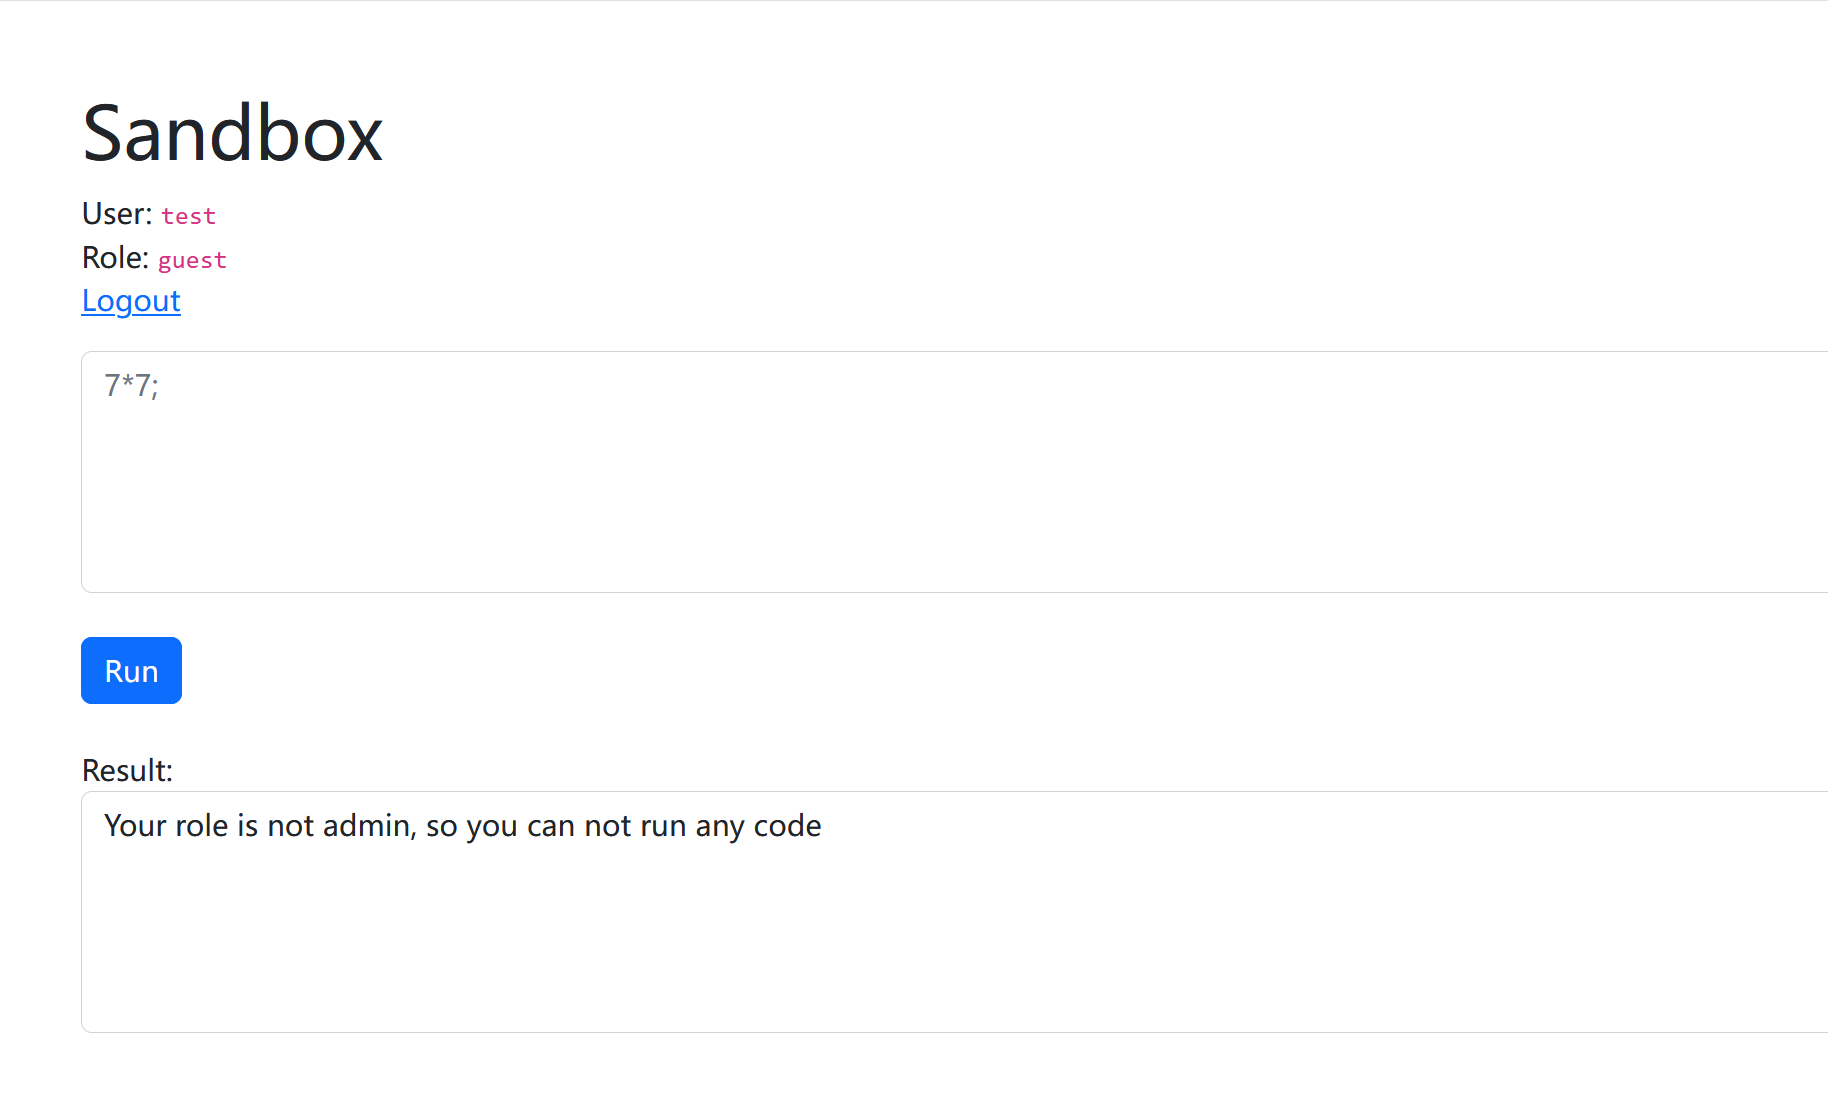 Sandbox
User: test
Role: guest
Logout
7*7;
Run
Result:
Your role is not admin, so you can not run any code